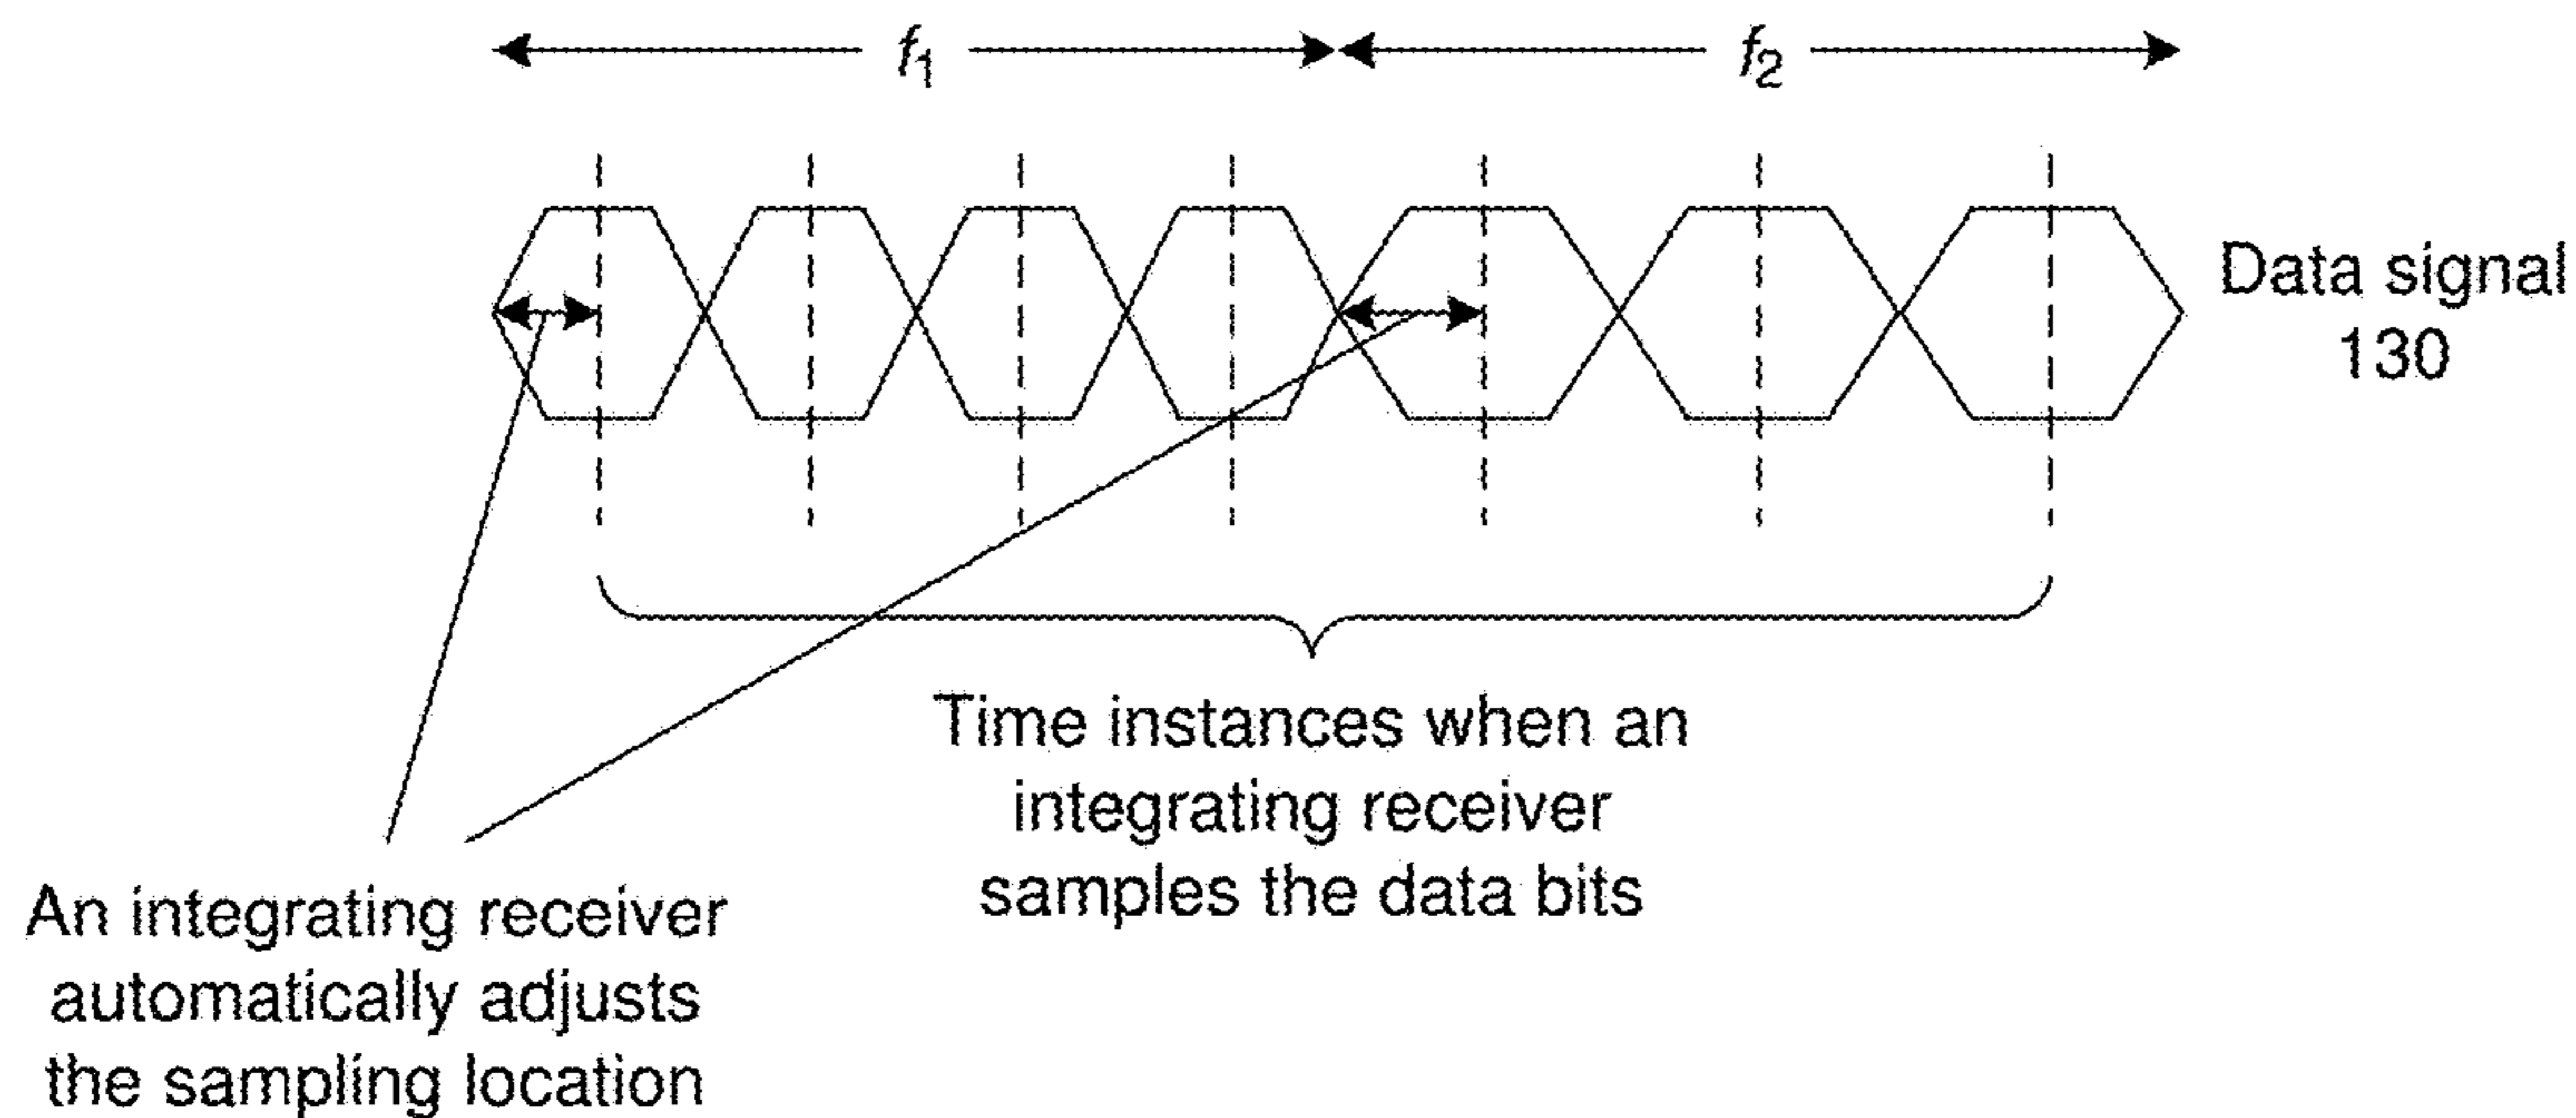 f1
f2
Data signal
130
Time instances when an
integrating receiver
samples the data bits
An integrating receiver
automatically adjusts
the sampling location